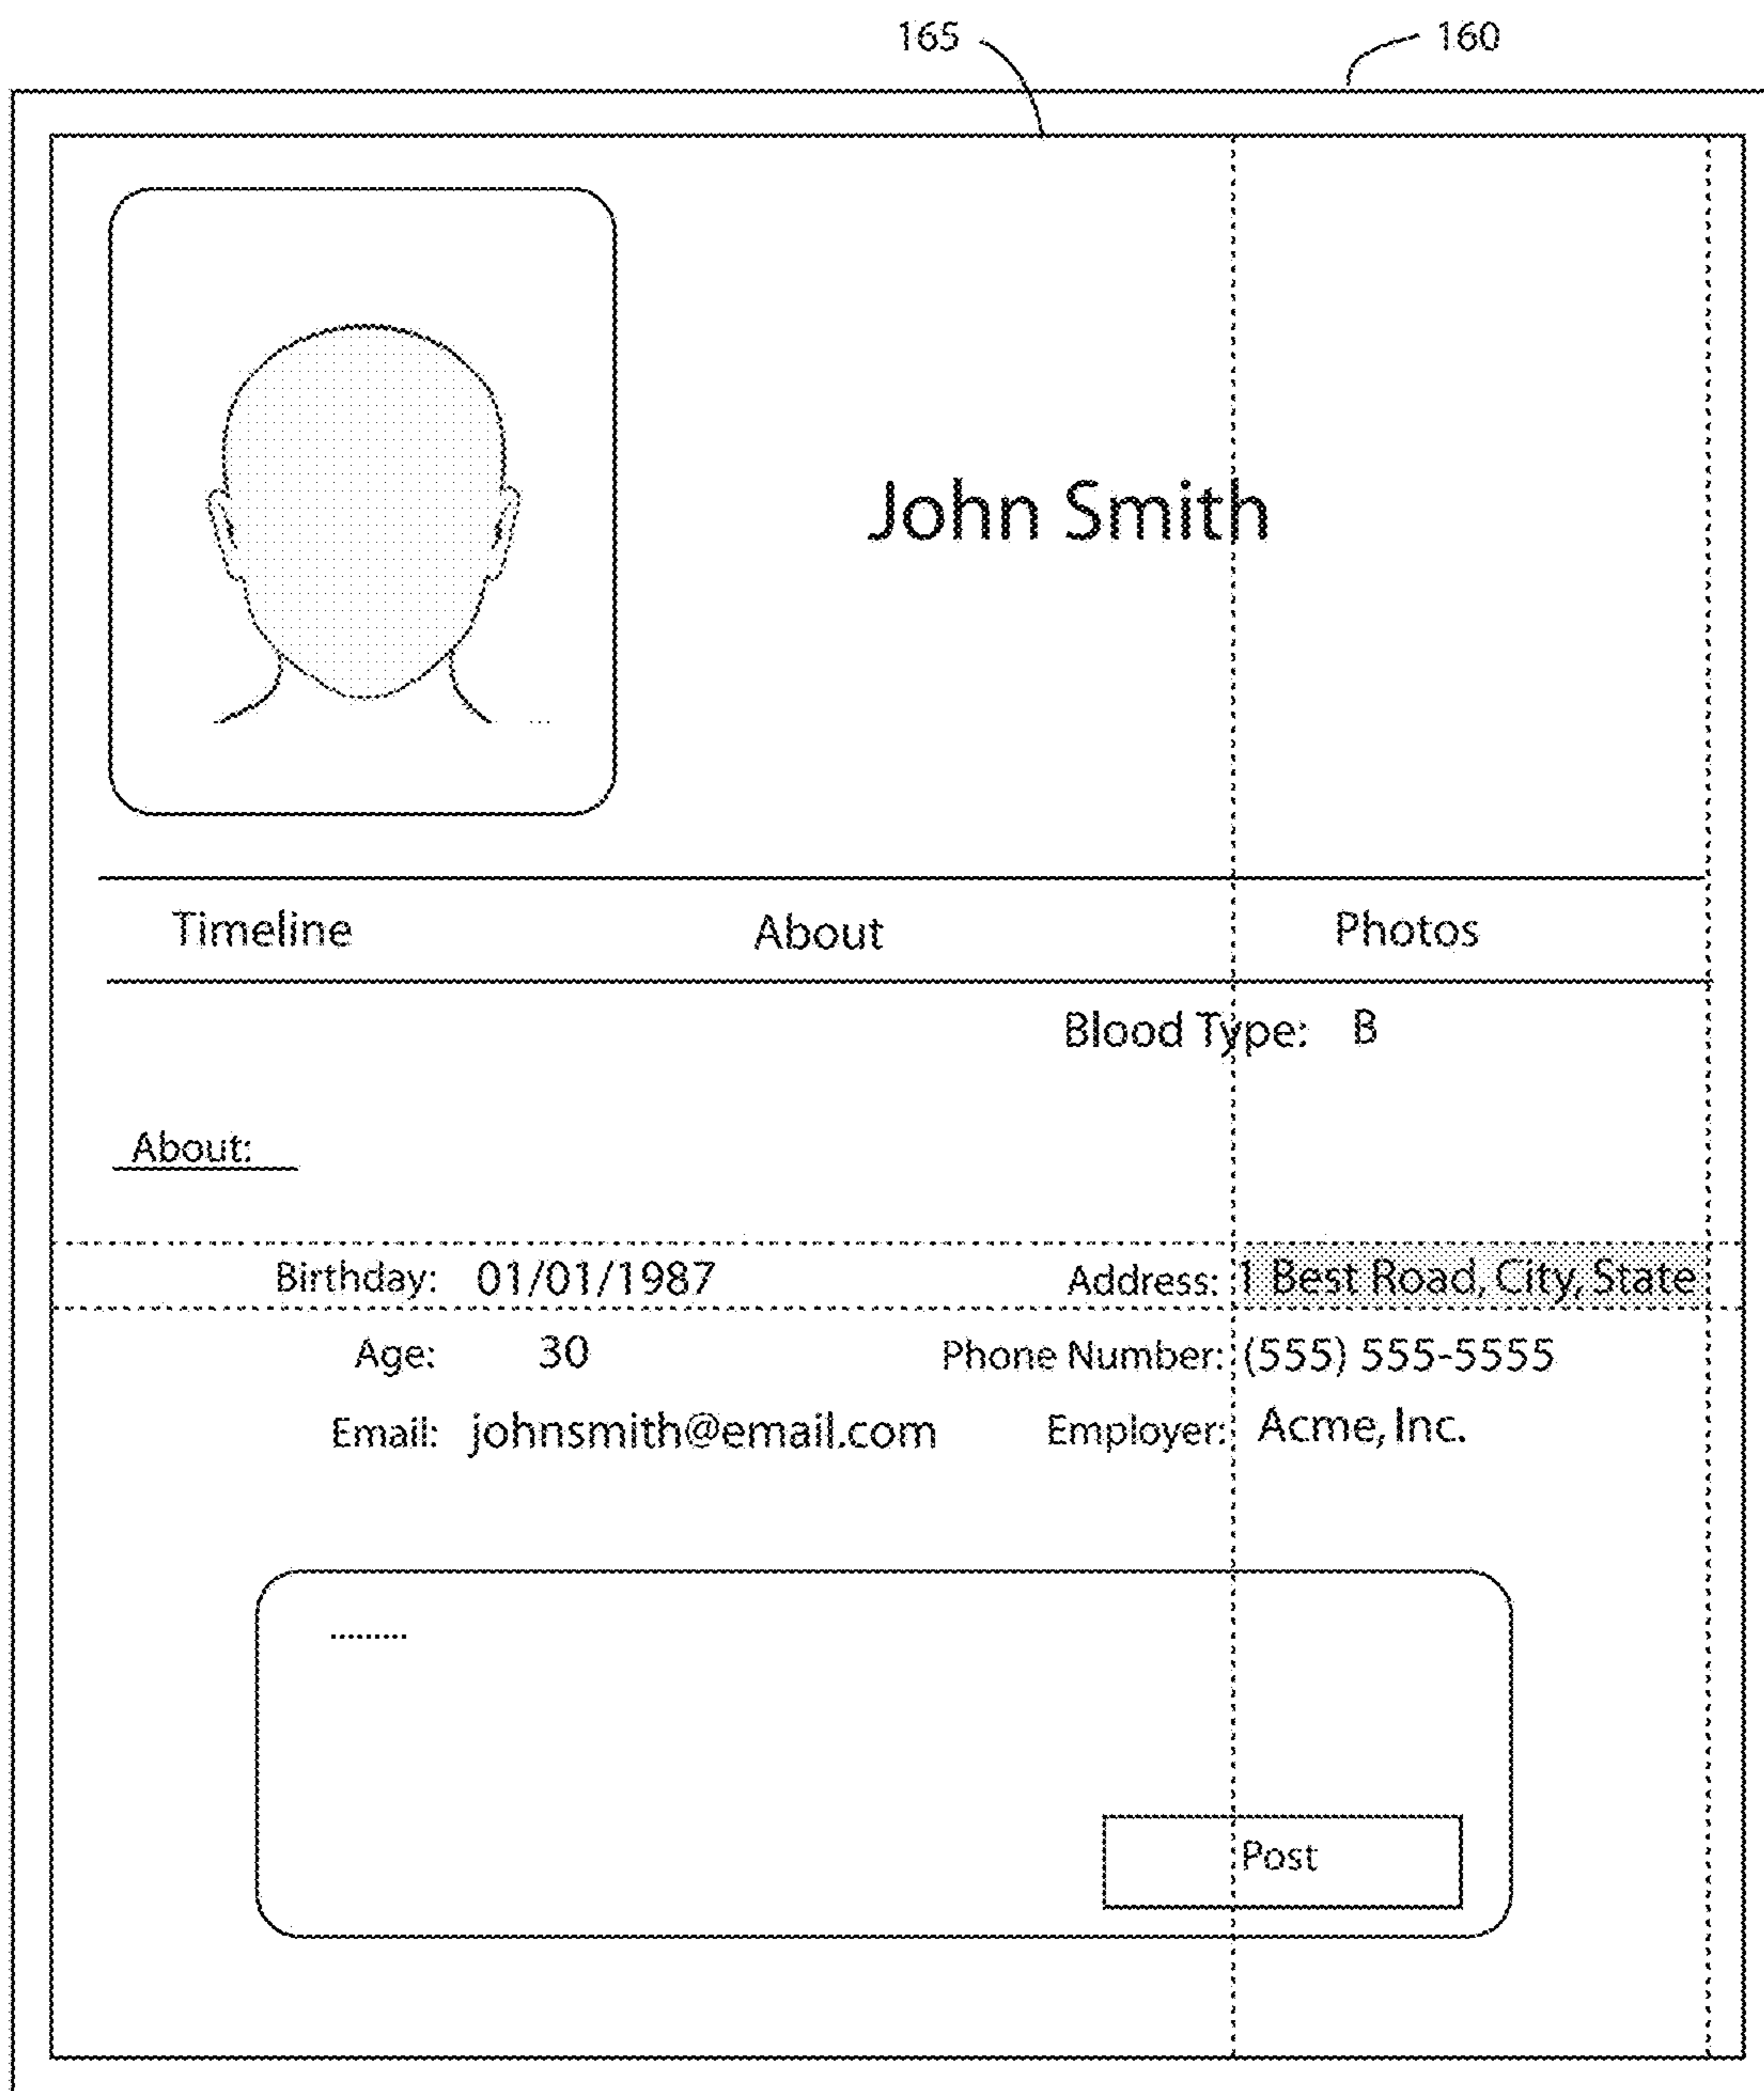 165 160
John Smith
Timeline About Photos
Blood Type: B
About:
Birthday: 01/01/1987 Address: 1 Best Road, City, State
Age: 30 Phone Number: (555) 555-5555
Email: johnsmith@email.com Employer: Acme, Inc.
Post